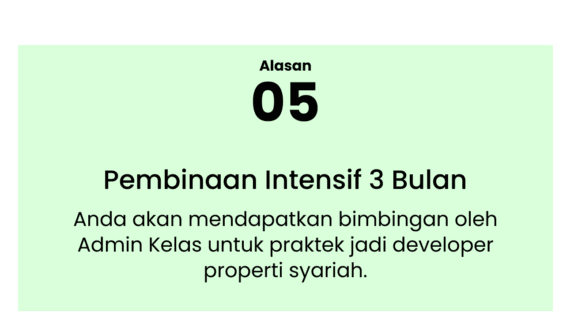 Alasan
05
Pembinaan Intensif 3 Bulan
Anda akan mendapatkan bimbingan oleh
Admin Kelas untuk praktek jadi developer
properti syariah.